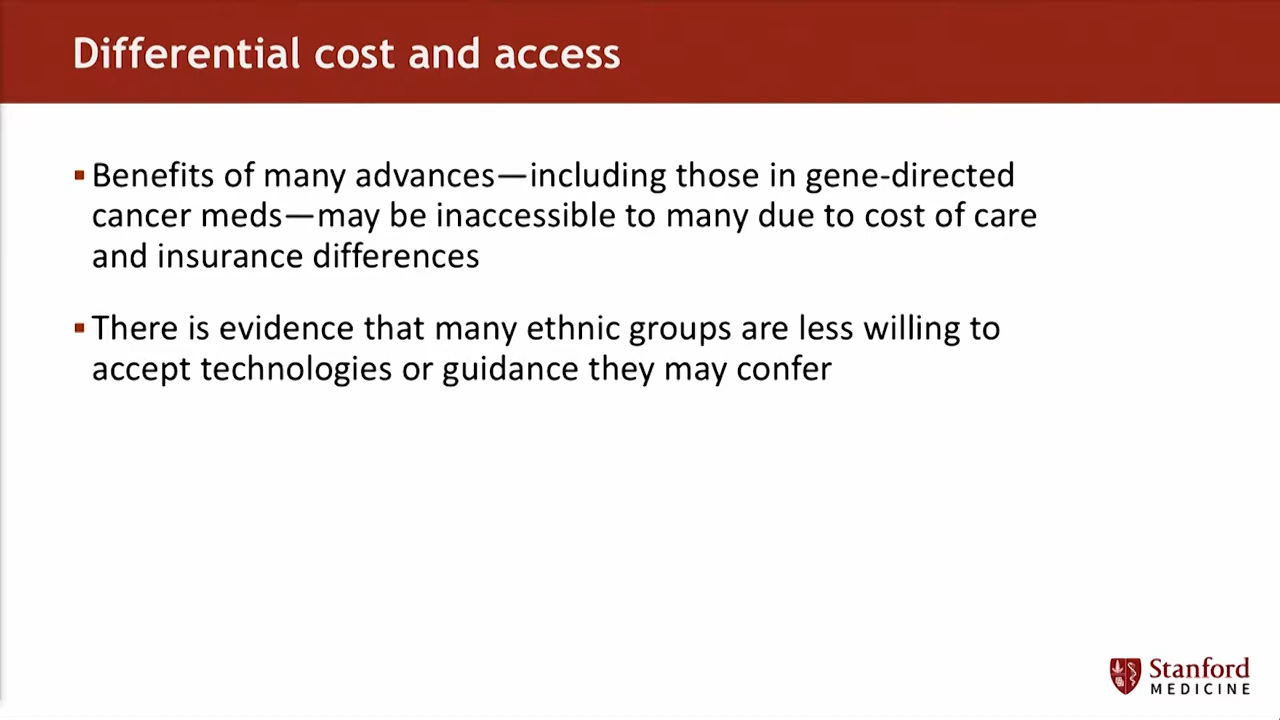 Differential cost and access
▪Benefits of many advances—including those in gene-directed
cancer meds—may be inaccessible to many due to cost of care
and insurance differences
▪There is evidence that many ethnic groups are less willing to
accept technologies or guidance they may confer
Stanford
MEDICINE